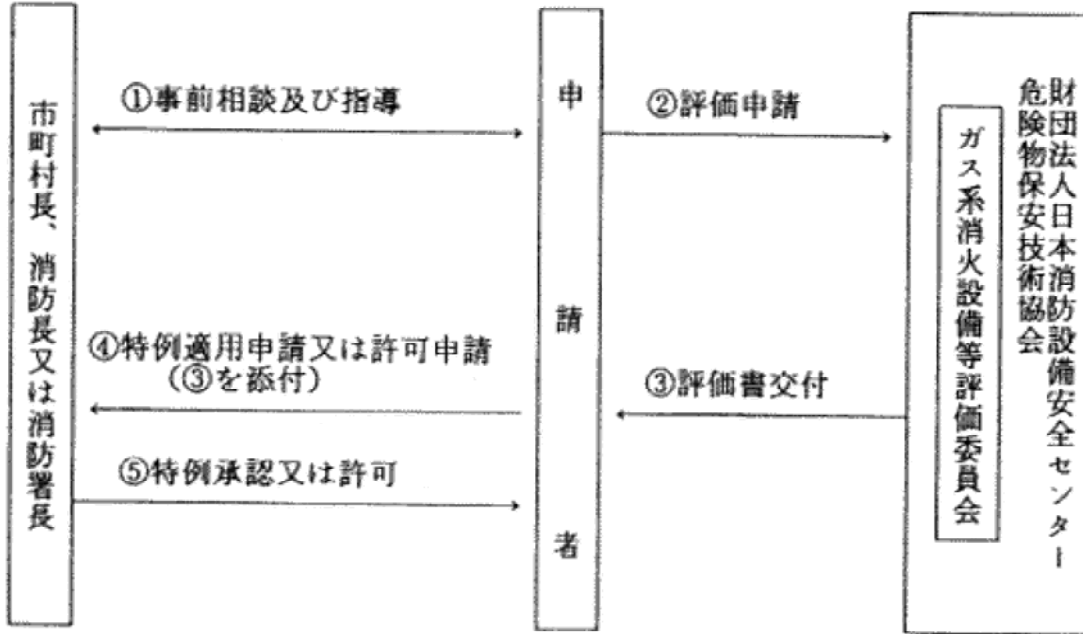 市町村長、消防長又は消防署長
①事前相談及び指導
④特例適用申請又は許可申請
(③を添付)
⑤特例承認又は許可
申請者
②評価申請
③評価書交付
財団法人日本消防設備安全センター
危険物保安技術協会
ガス系消火設備等評価委員会